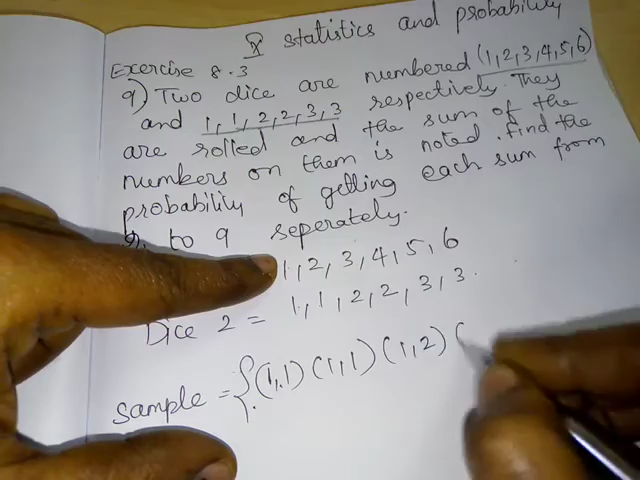 8 statistics and probability
Exercise 8.3
9) Two dice are numbered (1,2,3,4,5,6)
and 1,1,2,2,3,3 respectively. They
are rolled and the sum of the
numbers on them is noted. Find the
probability of getting each sum from
2 to 9 seperately.
1, 2, 3, 4, 5, 6
Dice 2 = 1, 1, 2, 2, 3, 3.
Sample = {(1,1) (1,1) (1,2) (